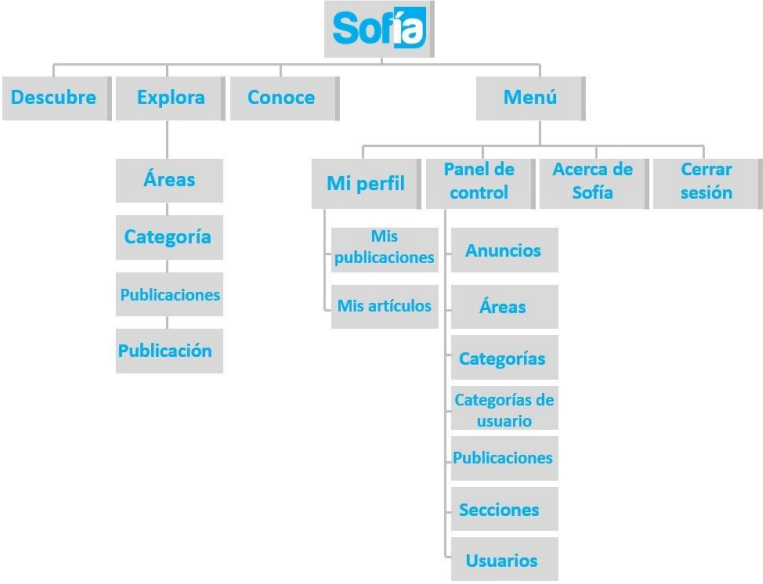 Sofía
Descubre
Explora
Conoce
Menú
Áreas
Categoría
Publicaciones
Publicación
Mi perfil
Panel de
control
Acerca de
Sofía
Cerrar
sesión
Mis
publicaciones
Mis artículos
Anuncios
Áreas
Categorías
Categorías de
usuario
Publicaciones
Secciones
Usuarios